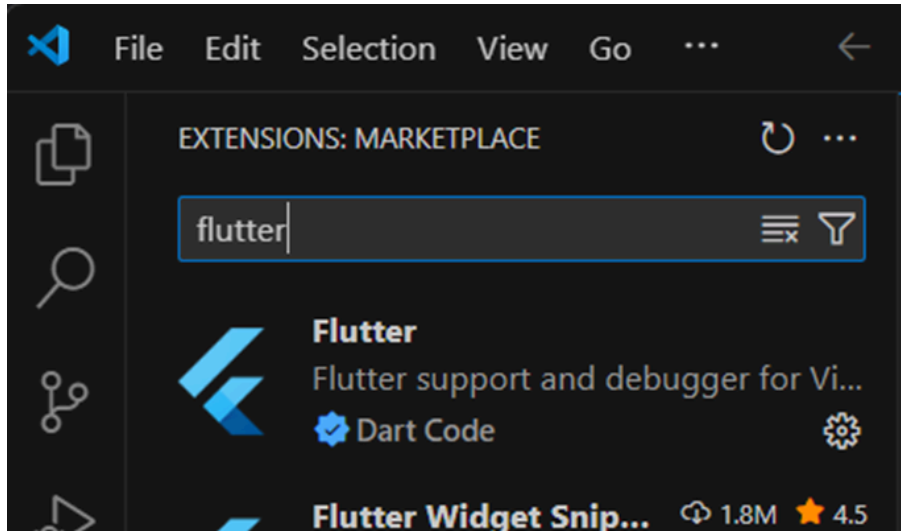 File Edit Selection View Go ···
EXTENSIONS: MARKETPLACE ···
flutter
Flutter
Flutter support and debugger for Vi...
Dart Code
Flutter Widget Snip... 1.8M 4.5